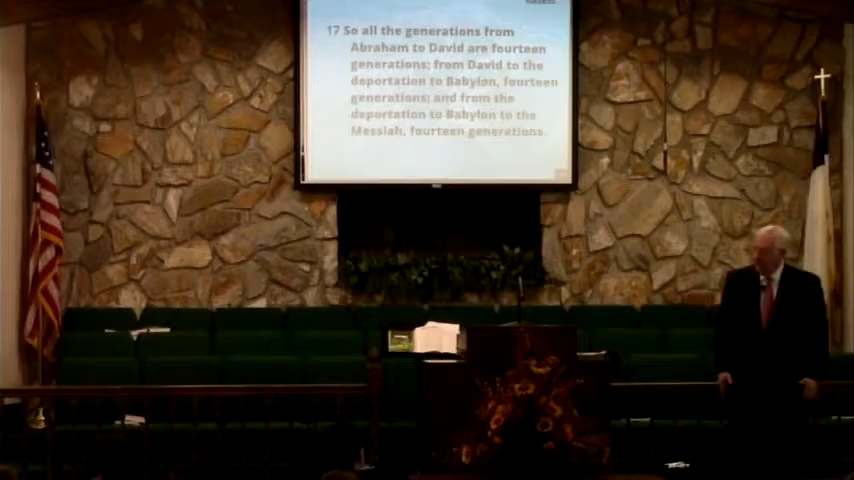 17 So all the generations from
Abraham to David are fourteen
generations; from David to the
deportation to Babylon, fourteen
generations; and from the
deportation to Babylon to the
Messiah, fourteen generations.